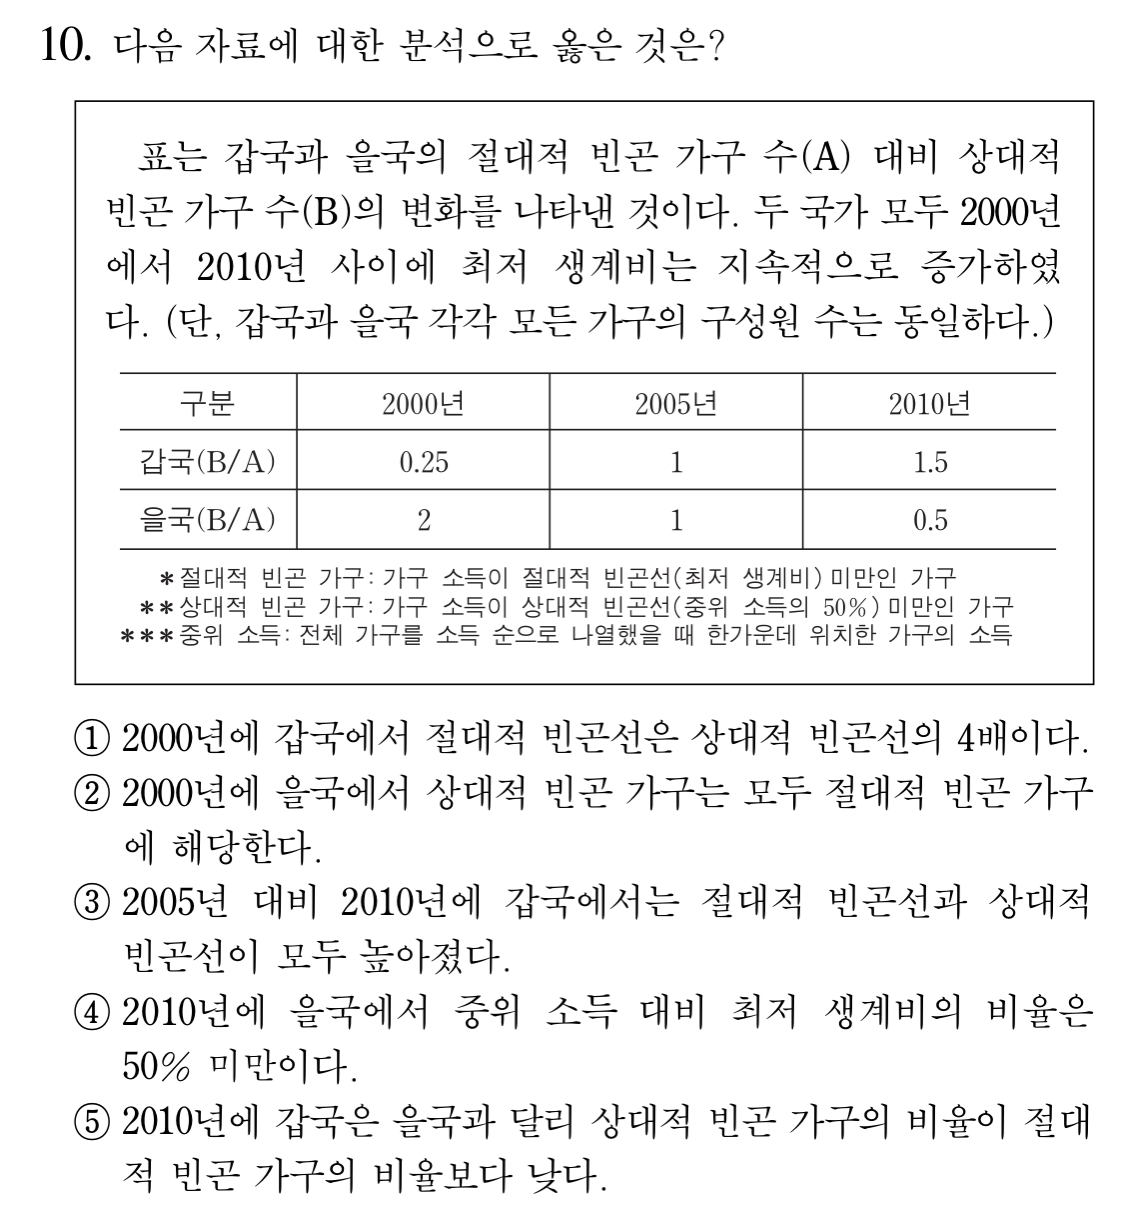 10. 다음 자료에 대한 분석으로 옳은 것은?
표는 갑국과 을국의 절대적 빈곤 가구 수(A) 대비 상대적
빈곤 가구 수(B)의 변화를 나타낸 것이다. 두 국가 모두 2000년
에서 2010년 사이에 최저 생계비는 지속적으로 증가하였
다. (단, 갑국과 을국 각각 모든 가구의 구성원 수는 동일하다.)
구분 2000년 2005년 2010년
갑국(B/A) 0.25 1 1.5
을국(B/A) 2 1 0.5
*절대적 빈곤 가구: 가구 소득이 절대적 빈곤선(최저 생계비) 미만인 가구
**상대적 빈곤 가구: 가구 소득이 상대적 빈곤선(중위 소득의 50%) 미만인 가구
***중위 소득: 전체 가구를 소득 순으로 나열했을 때 한가운데 위치한 가구의 소득
① 2000년에 갑국에서 절대적 빈곤선은 상대적 빈곤선의 4배이다.
② 2000년에 을국에서 상대적 빈곤 가구는 모두 절대적 빈곤 가구
에 해당한다.
③ 2005년 대비 2010년에 갑국에서는 절대적 빈곤선과 상대적
빈곤선이 모두 높아졌다.
④ 2010년에 을국에서 중위 소득 대비 최저 생계비의 비율은
50% 미만이다.
⑤ 2010년에 갑국은 을국과 달리 상대적 빈곤 가구의 비율이 절대
적 빈곤 가구의 비율보다 낮다.